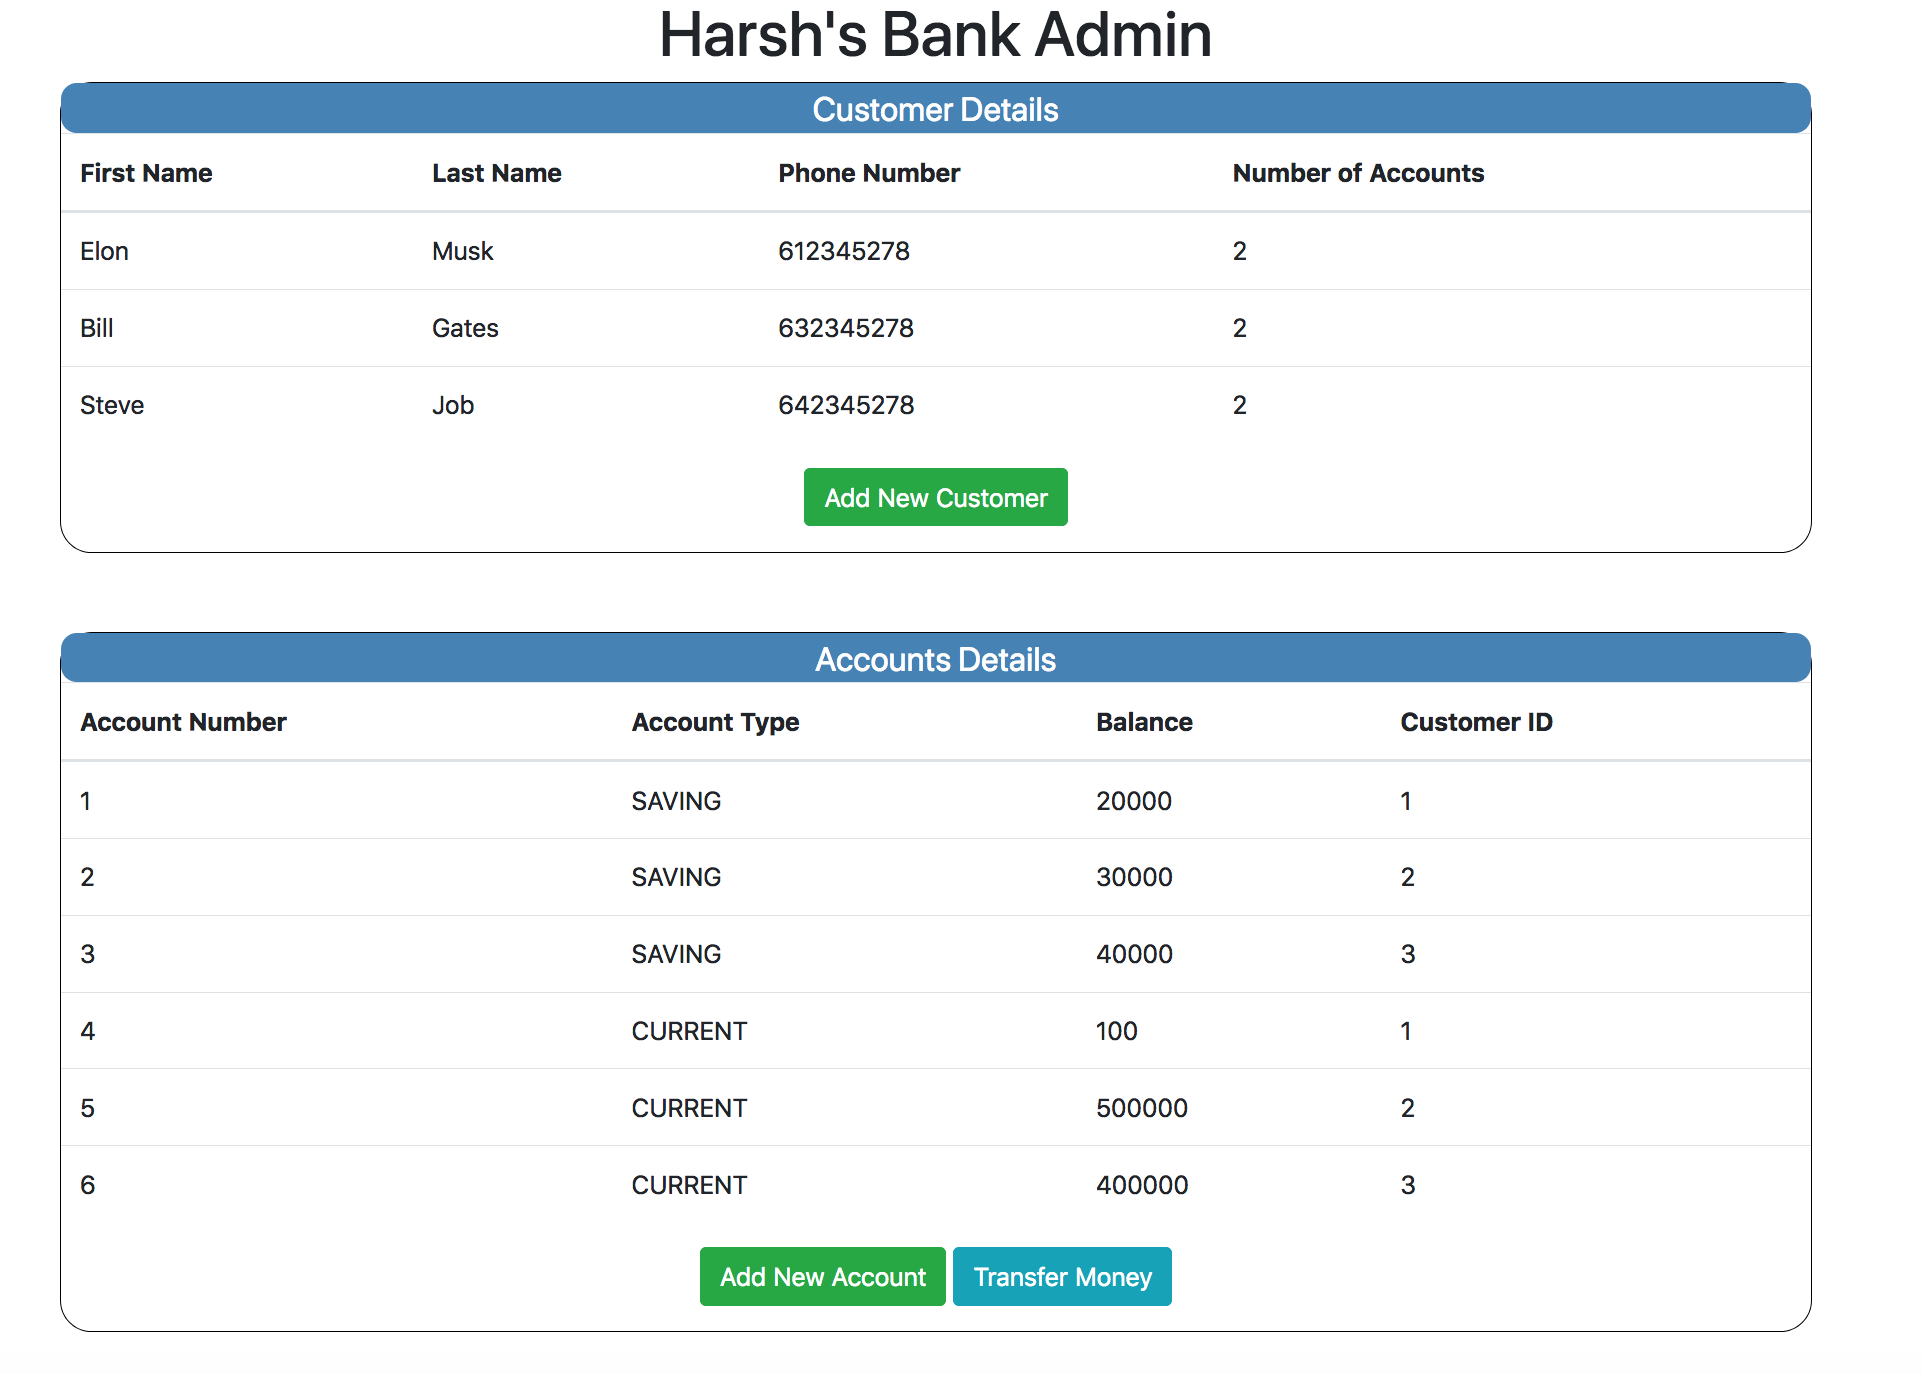 Harsh's Bank Admin
Customer Details
First Name Last Name Phone Number Number of Accounts
Elon Musk 612345278 2
Bill Gates 632345278 2
Steve Job 642345278 2
Add New Customer
Accounts Details
Account Number Account Type Balance Customer ID
1 SAVING 20000 1
2 SAVING 30000 2
3 SAVING 40000 3
4 CURRENT 100 1
5 CURRENT 500000 2
6 CURRENT 400000 3
Add New Account Transfer Money